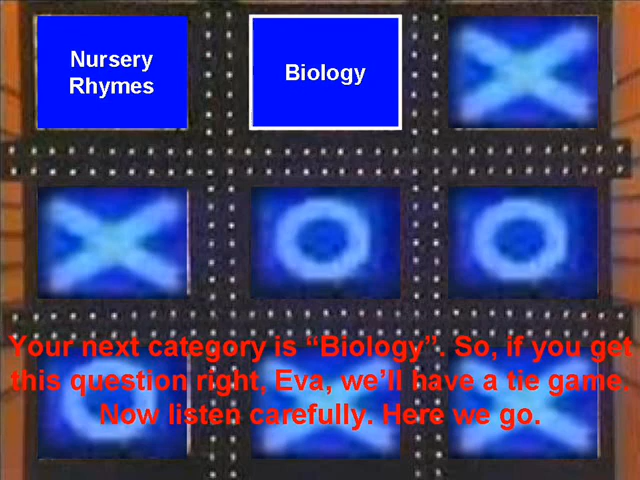 Nursery
Rhymes
Biology
Your next category is “Biology”. So, if you get
this question right, Eva, we’ll have a tie game.
Now listen carefully. Here we go.